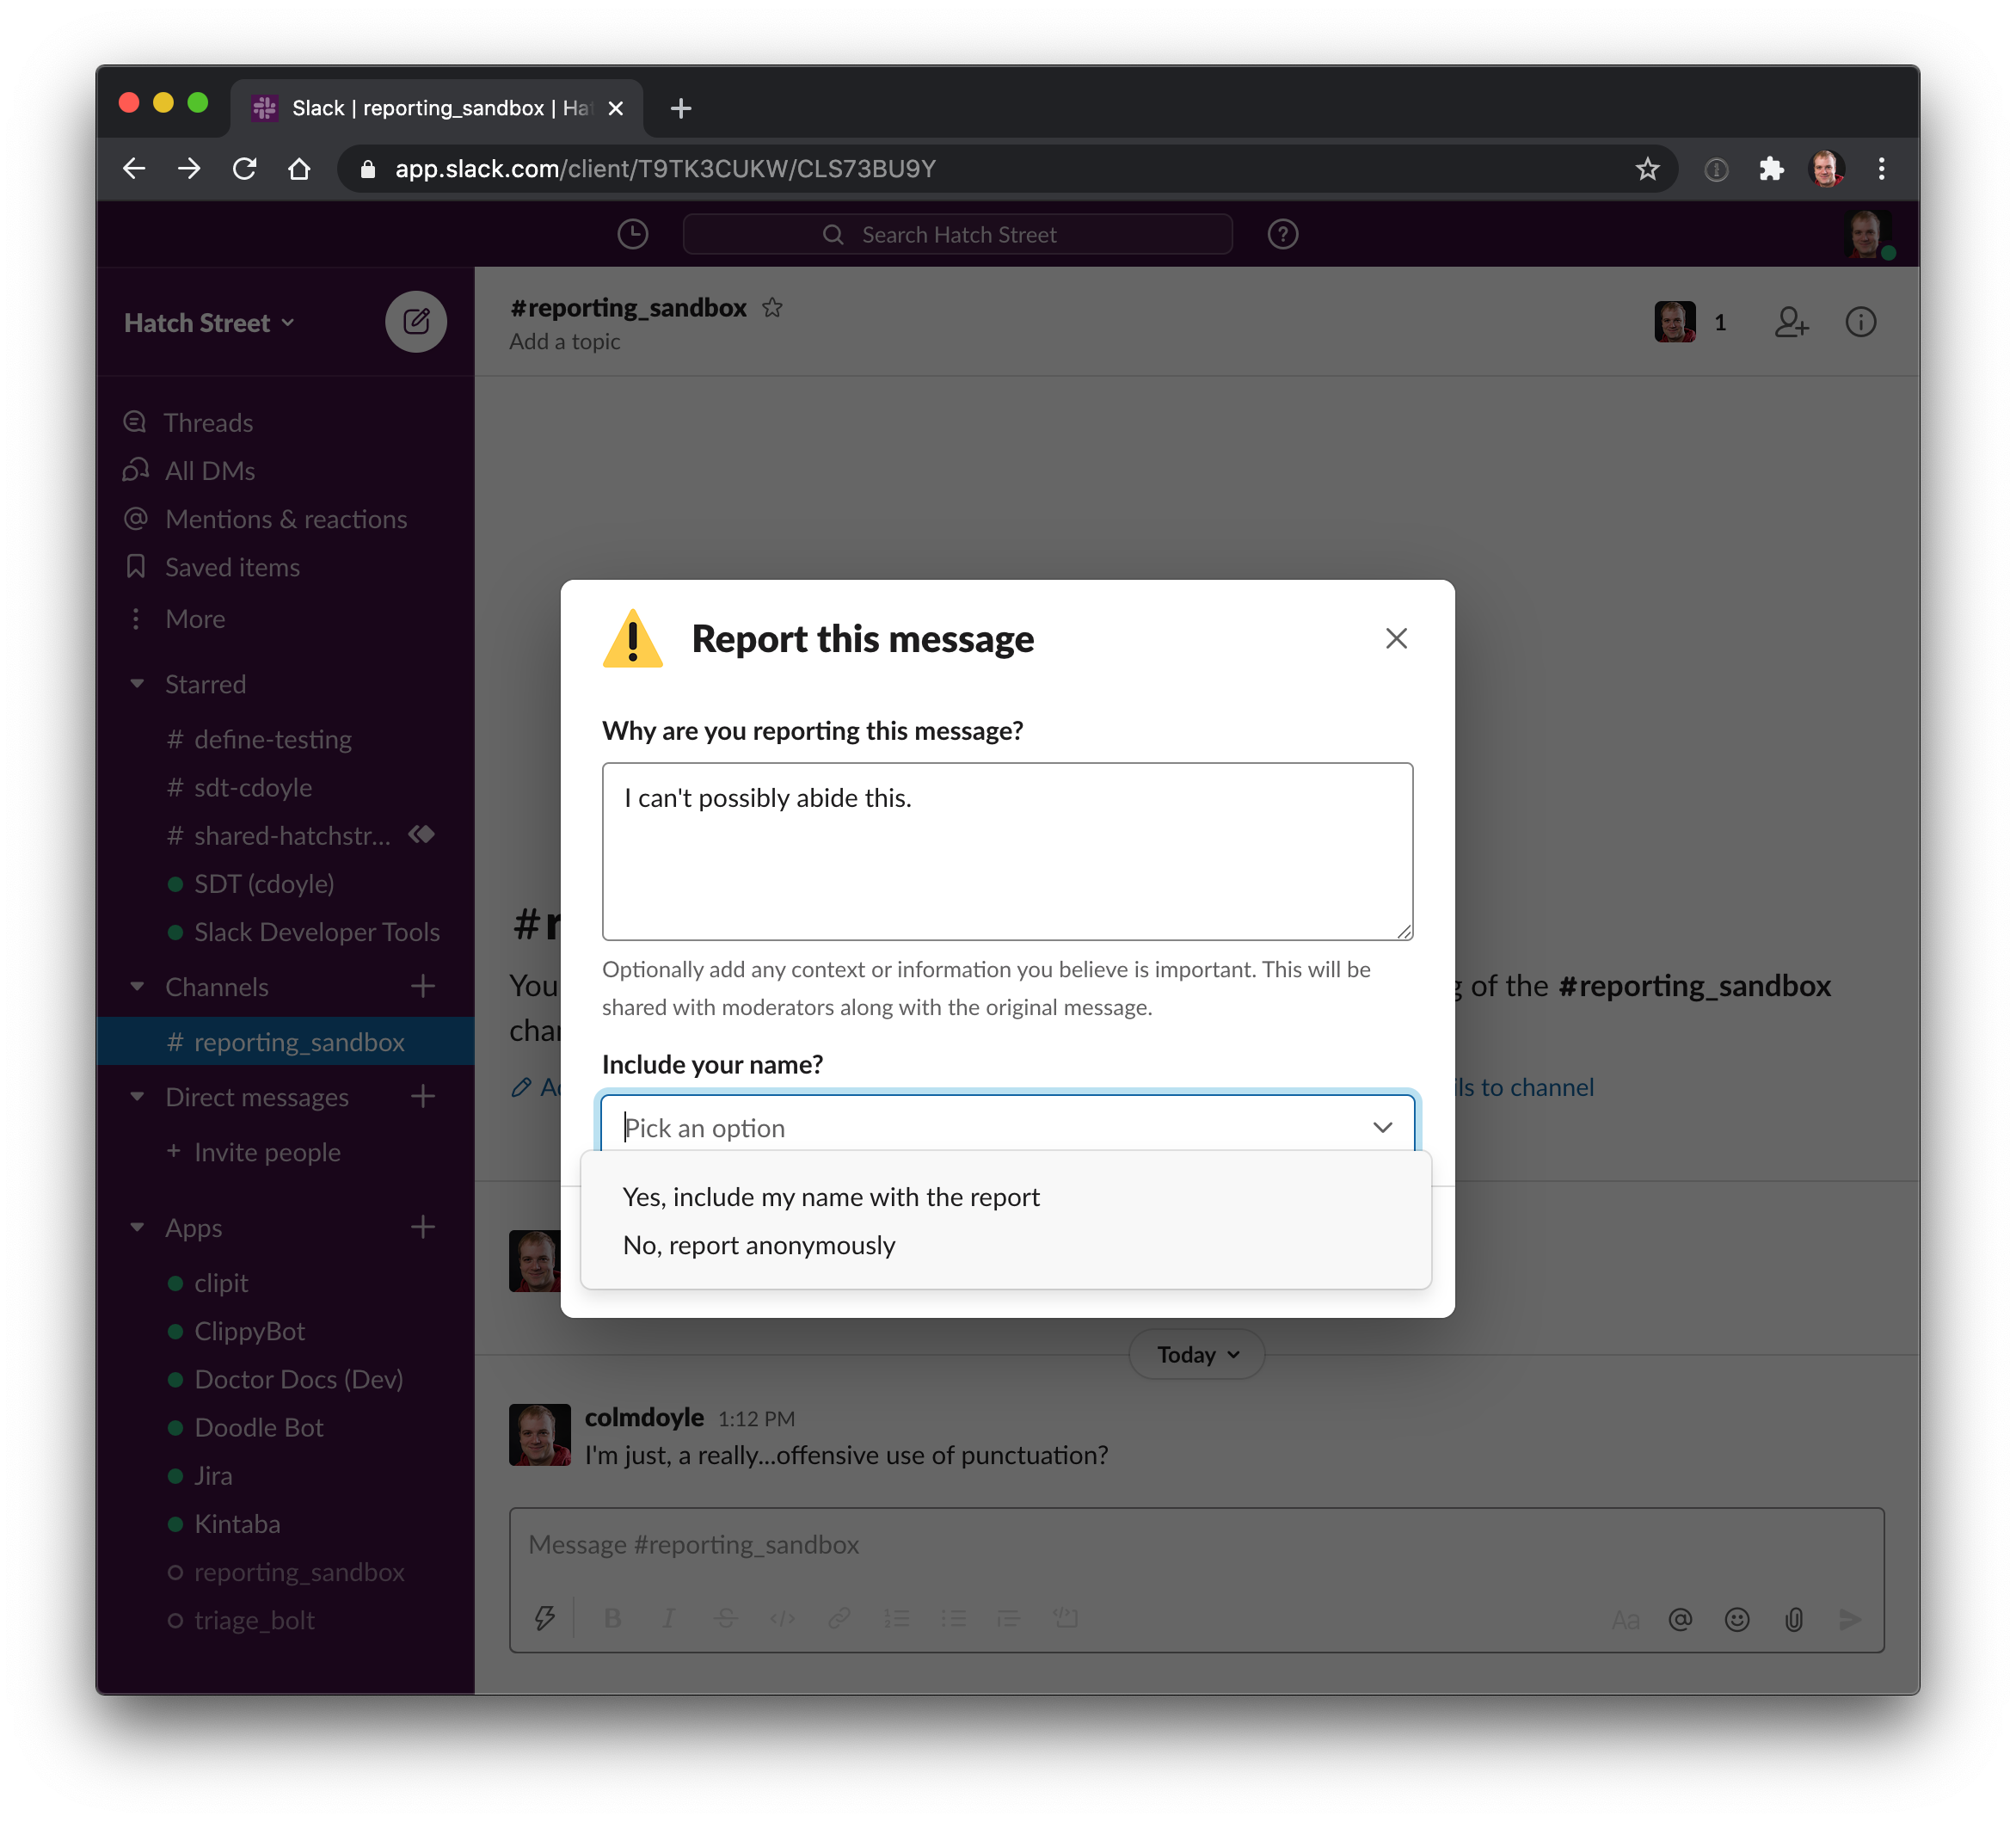 Slack | reporting_sandbox | Ha
app.slack.com/client/T9TK3CUKW/CLS73BU9Y
Search Hatch Street
Hatch Street
#reporting_sandbox
Add a topic
1
Threads
All DMs
Mentions & reactions
Saved items
More
Starred
# define-testing
# sdt-cdoyle
# shared-hatchstr...
SDT (cdoyle)
Slack Developer Tools
Channels
# reporting_sandbox
Direct messages
+ Invite people
Apps
clipit
ClippyBot
Doctor Docs (Dev)
Doodle Bot
Jira
Kintaba
reporting_sandbox
triage_bolt
Report this message
Why are you reporting this message?
I can't possibly abide this.
Optionally add any context or information you believe is important. This will be
shared with moderators along with the original message.
Include your name?
Pick an option
Yes, include my name with the report
No, report anonymously
You
of the #reporting_sandbox
to channel
Today
colmdoyle 1:12 PM
I'm just, a really...offensive use of punctuation?
Message #reporting_sandbox
B I S
Aa